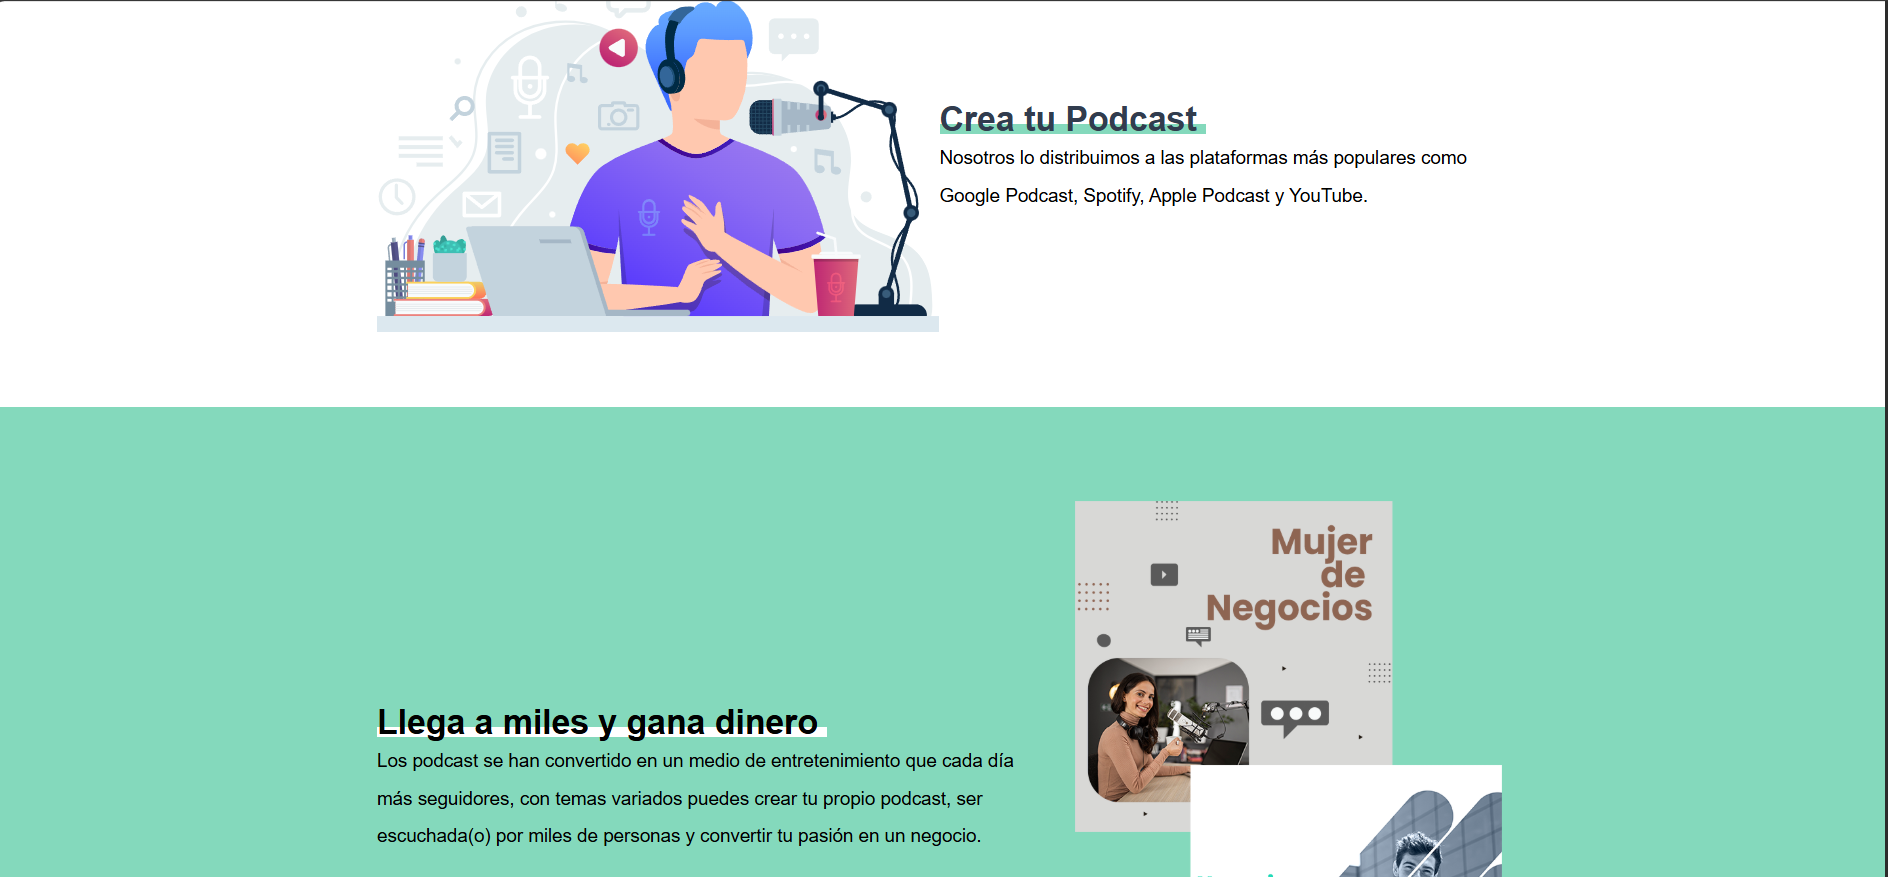 Crea tu Podcast
Nosotros lo distribuimos a las plataformas más populares como
Google Podcast, Spotify, Apple Podcast y YouTube.
Llega a miles y gana dinero
Los podcast se han convertido en un medio de entretenimiento que cada día
más seguidores, con temas variados puedes crear tu propio podcast, ser
escuchada(o) por miles de personas y convertir tu pasión en un negocio.
Mujer
de
Negocios